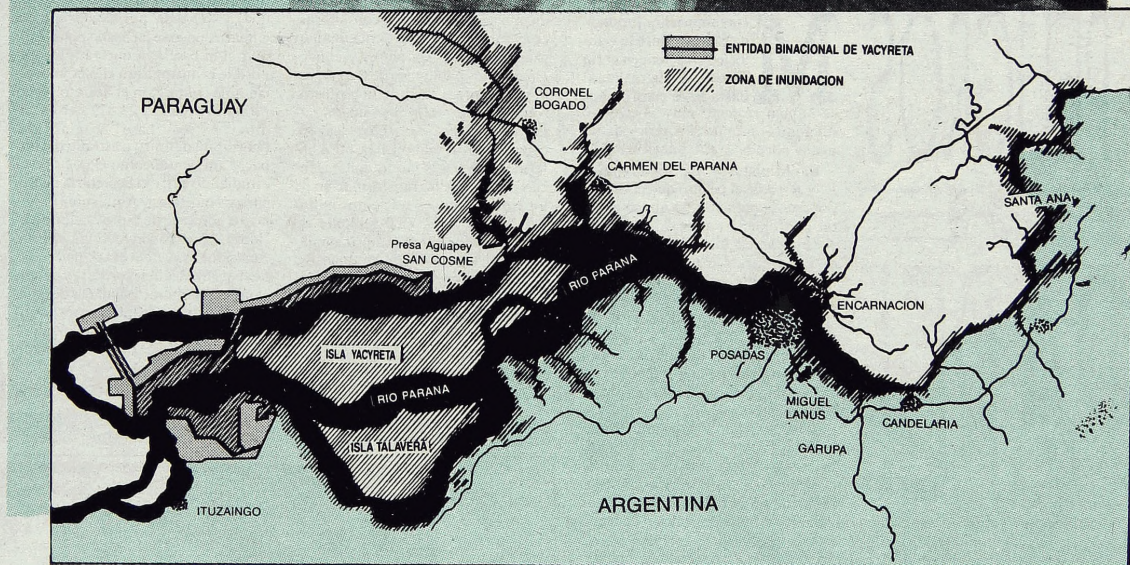 ENTIDAD BINACIONAL DE YACYRETA
ZONA DE INUNDACION
PARAGUAY
CORONEL
BOGADO
CARMEN DEL PARANA
SANTA ANA
Presa Aguapey
SAN COSME
RIO PARANA
ENCARNACION
ISLA YACYRETA
POSADAS
RIO PARANA
MIGUEL
LANUS
CANDELARIA
ISLA TALAVERA
GARUPA
ARGENTINA
ITUZAINGO